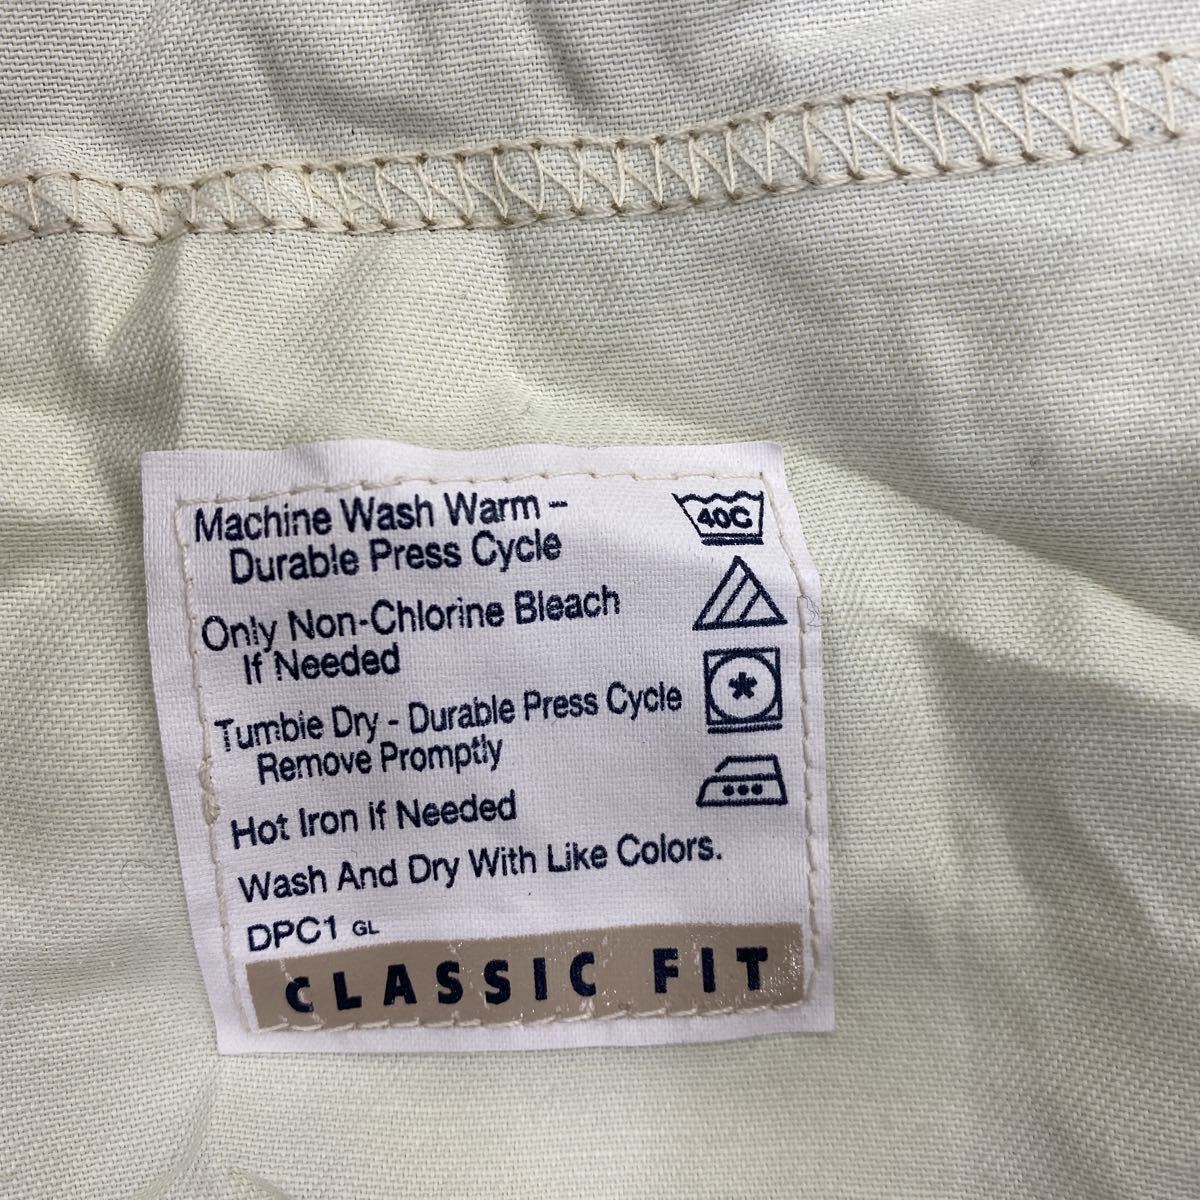 Machine Wash Warm –
Durable Press Cycle
40C
Only Non-Chlorine Bleach
If Needed
Tumble Dry - Durable Press Cycle
Remove Promptly
Hot Iron If Needed
Wash And Dry With Like Colors.
DPC1 GL
CLASSIC FIT